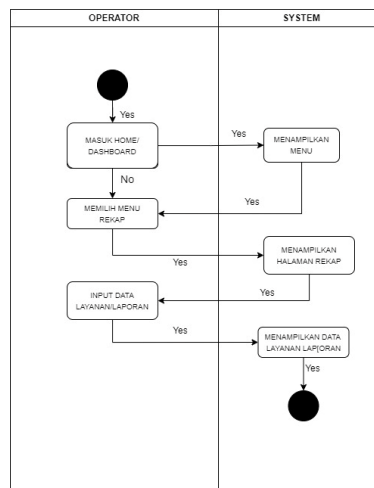 OPERATOR
SYSTEM
Yes
MASUK HOME/
DASHBOARD
Yes
MENAMPILKAN
MENU
No
Yes
MEMILIH MENU
REKAP
Yes
MENAMPILKAN
HALAMAN REKAP
Yes
INPUT DATA
LAYANAN/LAPORAN
Yes
MENAMPILKAN DATA
LAYANAN LAP[ORAN
Yes